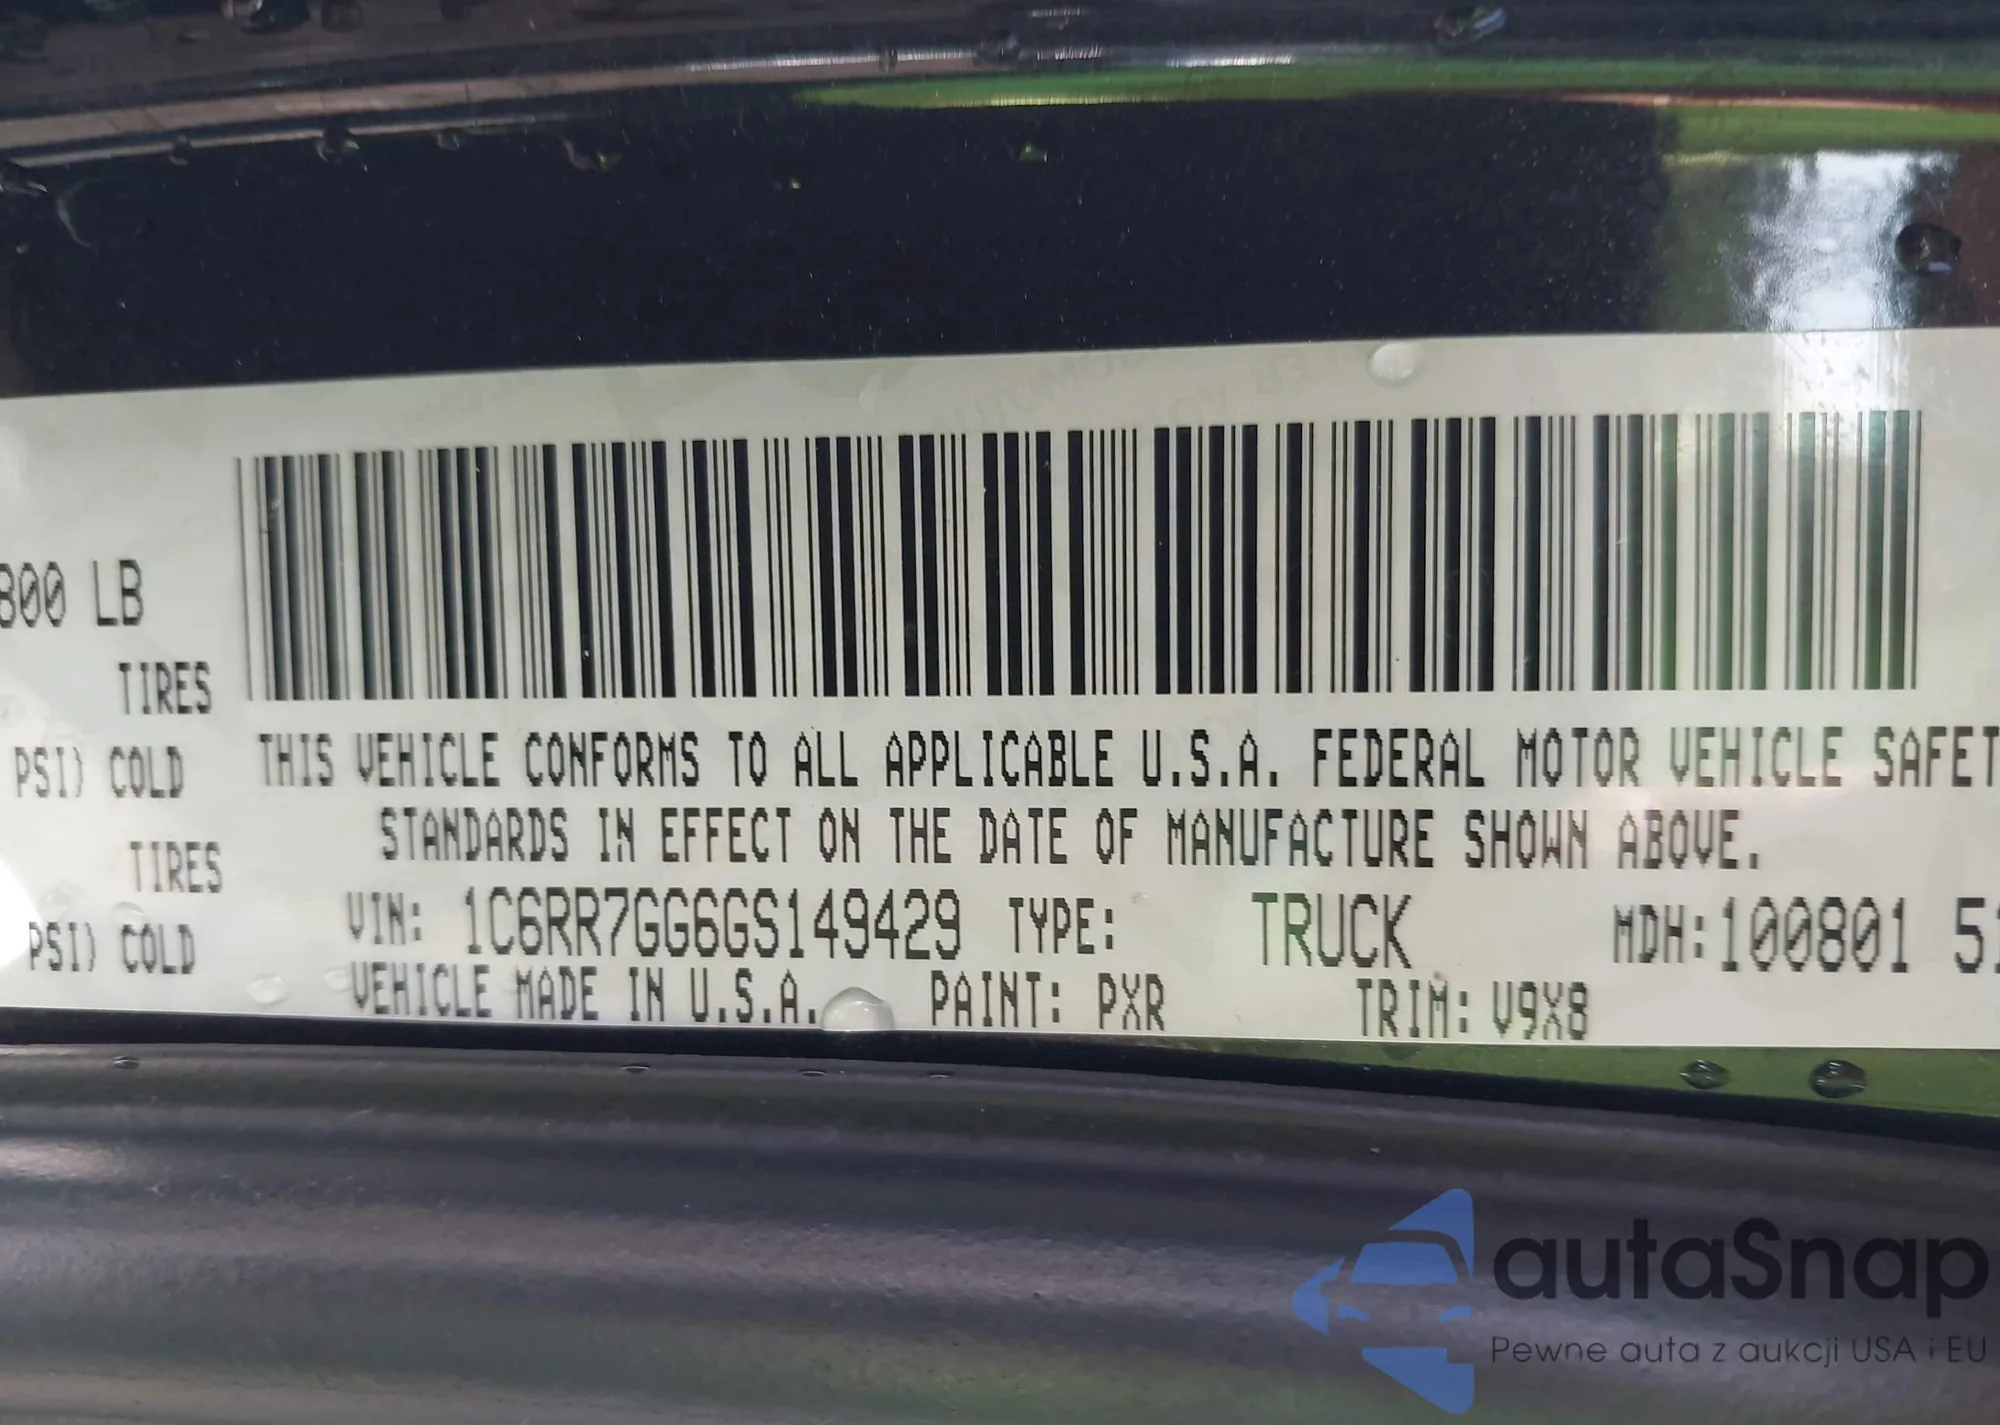 800 LB
TIRES
PSI) COLD
TIRES
PSI) COLD
THIS VEHICLE CONFORMS TO ALL APPLICABLE U.S.A. FEDERAL MOTOR VEHICLE SAFET
STANDARDS IN EFFECT ON THE DATE OF MANUFACTURE SHOWN ABOVE.
VIN: 1C6RR7GG6GS149429 TYPE: TRUCK MDH:100801 51
VEHICLE MADE IN U.S.A. PAINT: PXR TRIM: V9X8
autaSnap
Pewne auta z aukcji USA i EU